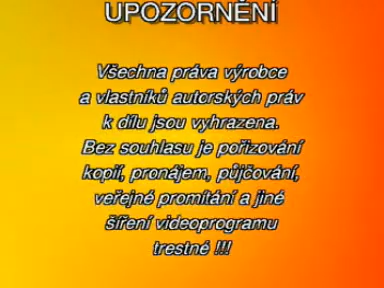 UPOZORNĚNÍ
Všechna práva výrobce
a vlastníků autorských práv
k dílu jsou vyhrazena.
Bez souhlasu je pořizování
kopií, pronájem, půjčování,
veřejné promítání a jiné
šíření videoprogramu
trestné !!!